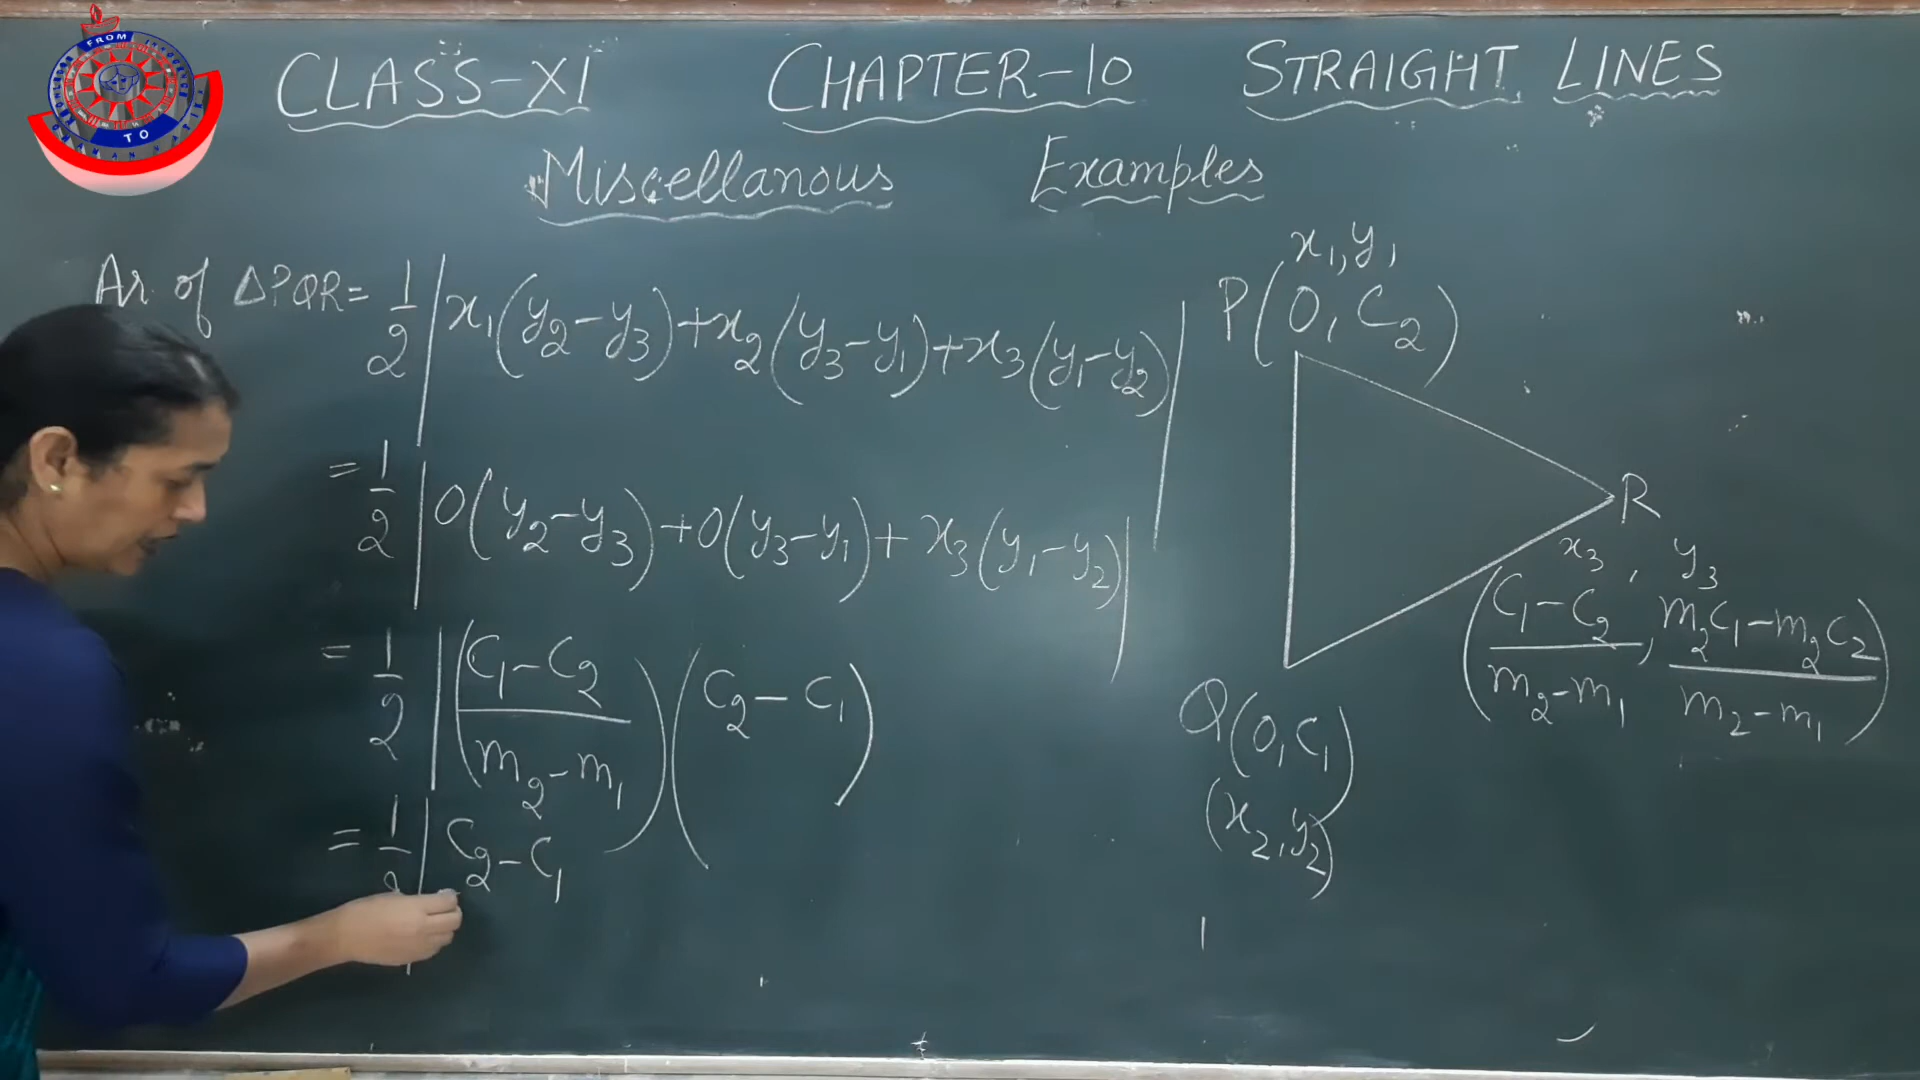 FROM
TO
CLASS-XI CHAPTER-10 STRAIGHT LINES
Miscellanous Examples
Ar of ΔPQR = 1/2 | x₁(y₂-y₃)+x₂(y₃-y₁)+x₃(y₁-y₂) |
= 1/2 | 0(y₂-y₃)+0(y₃-y₁)+x₃(y₁-y₂) |
= 1/2 | ((C₁-C₂)/(m₂-m₁)) (C₂-C₁)
= 1/2 | C₂-C₁
x₁,y₁
P(0,C₂)
R
x₃, y₃
((C₁-C₂)/(m₂-m₁), (m₂C₁-m₂C₂)/(m₂-m₁))
Q(0,C₁)
(x₂,y₂)